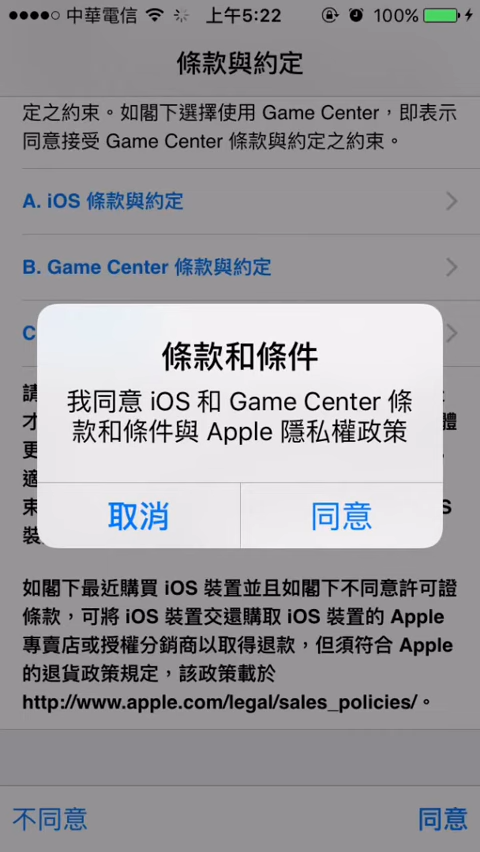 中華電信 上午5:22 100%
條款與約定
定之約束。如閣下選擇使用 Game Center，即表示
同意接受 Game Center 條款與約定之約束。
A. iOS 條款與約定
B. Game Center 條款與約定
C
條款和條件
我同意 iOS 和 Game Center 條
款和條件與 Apple 隱私權政策
取消 同意
如閣下最近購買 iOS 裝置並且如閣下不同意許可證
條款，可將 iOS 裝置交還購取 iOS 裝置的 Apple
專賣店或授權分銷商以取得退款，但須符合 Apple
的退貨政策規定，該政策載於
http://www.apple.com/legal/sales_policies/。
不同意 同意